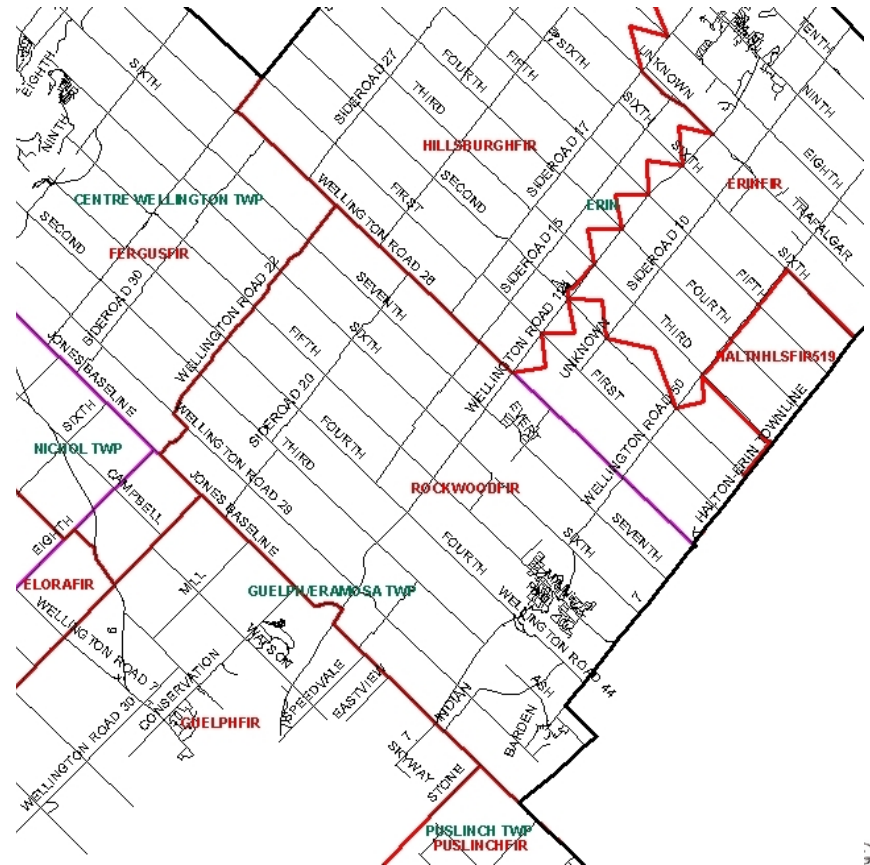 EIGHTH
SIXTH
NINTH
SIDEROAD 27
FOURTH
FIFTH
SIXTH
THIRD
HILLSBURGHFIR
UNKNOWN
SIXTH
TENTH
NINTH
EIGHTH
SIXTH
ERINFIR
TRAFALGAR
CENTRE WELLINGTON TWP
SECOND
FERGUSFIR
SIDEROAD 30
WELLINGTON ROAD 22
WELLINGTON ROAD 26
FIRST
SECOND
SIDEROAD 17
SIDEROAD 15
ERIN
SIDEROAD 10
SIXTH
FIFTH
FOURTH
THIRD
HALTNHLSFIR519
SEVENTH
SIXTH
FIFTH
UNKNOWN
FIRST
JONES BASELINE
SIXTH
NICHOL TWP
CAMPBELL
EIGHTH
WELLINGTON ROAD 29
SIDEROAD 20
THIRD
FOURTH
JONES BASELINE
ROCKWOODFIR
WELLINGTON ROAD 50
HALTON-ERIN TOWNLINE
SEVENTH
SIXTH
FOURTH
ELORAFIR
MILL
GUELPH/ERAMOSA TWP
WELLINGTON ROAD 44
7
6
WELLINGTON ROAD 7
WATSON
CONSERVATION
SPEEDVALE
EASTVIEW
WELLINGTON ROAD 30
GUELPHFIR
INDIAN
ASH
BARDEN
7
SKYWAY
STONE
PUSLINCH TWP
PUSLINCHFIR